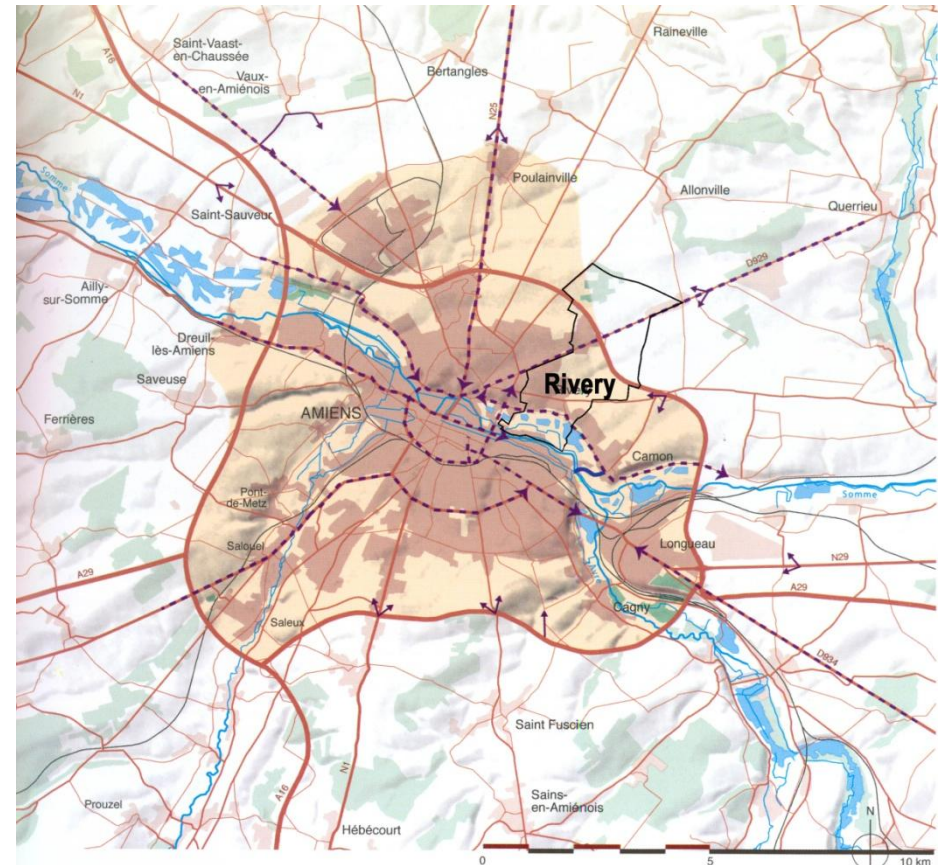 A16
Saint-Vaast-
en-Chaussée
Raineville
N1
Vaux-
en-Amiénois
Bertangles
N25
Somme
Poulainville
Allonville
Saint-Sauveur
Querrieu
D929
Ailly-
sur-Somme
Dreuil-
lès-Amiens
Saveuse
Rivery
Ferrières
AMIENS
Camon
Pont-
de-Metz
Somme
Salouel
Longueau
A29
N29
A29
Cagny
Saleux
D934
Saint Fuscien
N1
A16
Prouzel
Sains-
en-Amiénois
Hébécourt
N
0
5
10 km